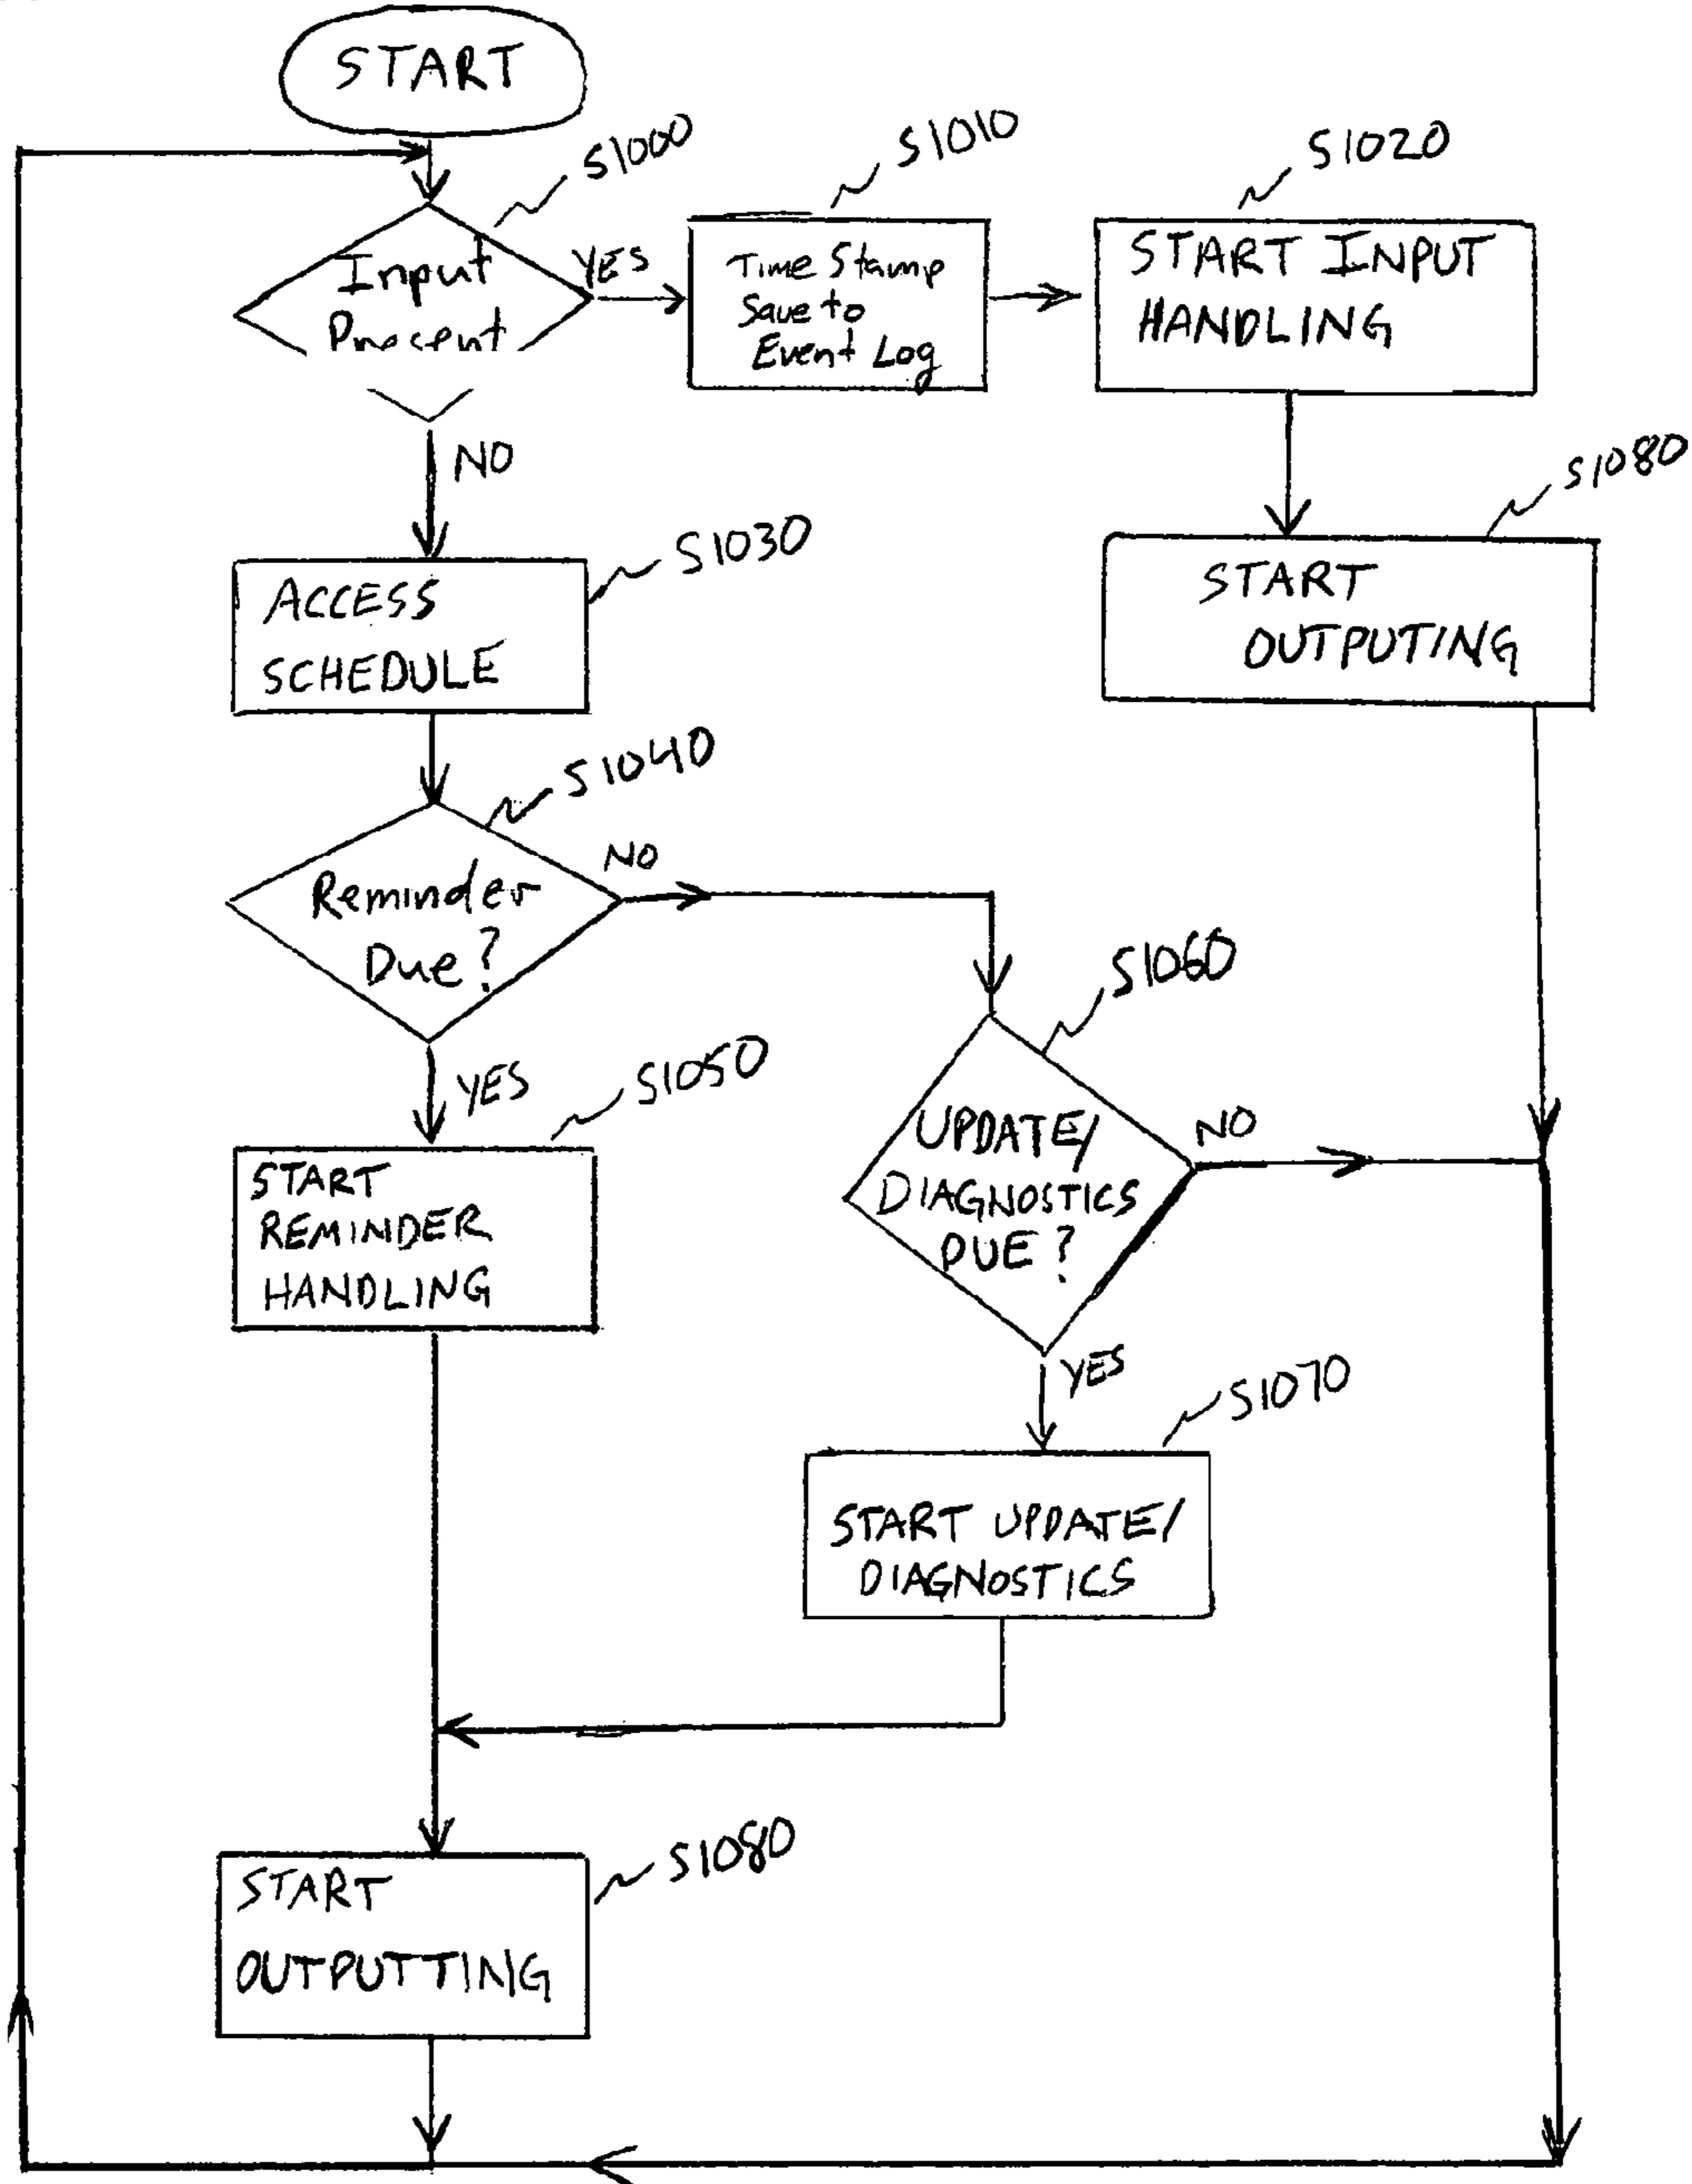 START
S1000
Input
Present
YES
S1010
Time Stamp
Save to
Event Log
S1020
START INPUT
HANDLING
NO
S1080
START
OUTPUTING
S1030
ACCESS
SCHEDULE
S1040
Reminder
Due?
NO
YES
S1050
START
REMINDER
HANDLING
S1060
UPDATE/
DIAGNOSTICS
DUE?
NO
YES
S1070
START UPDATE/
DIAGNOSTICS
S1080
START
OUTPUTTING